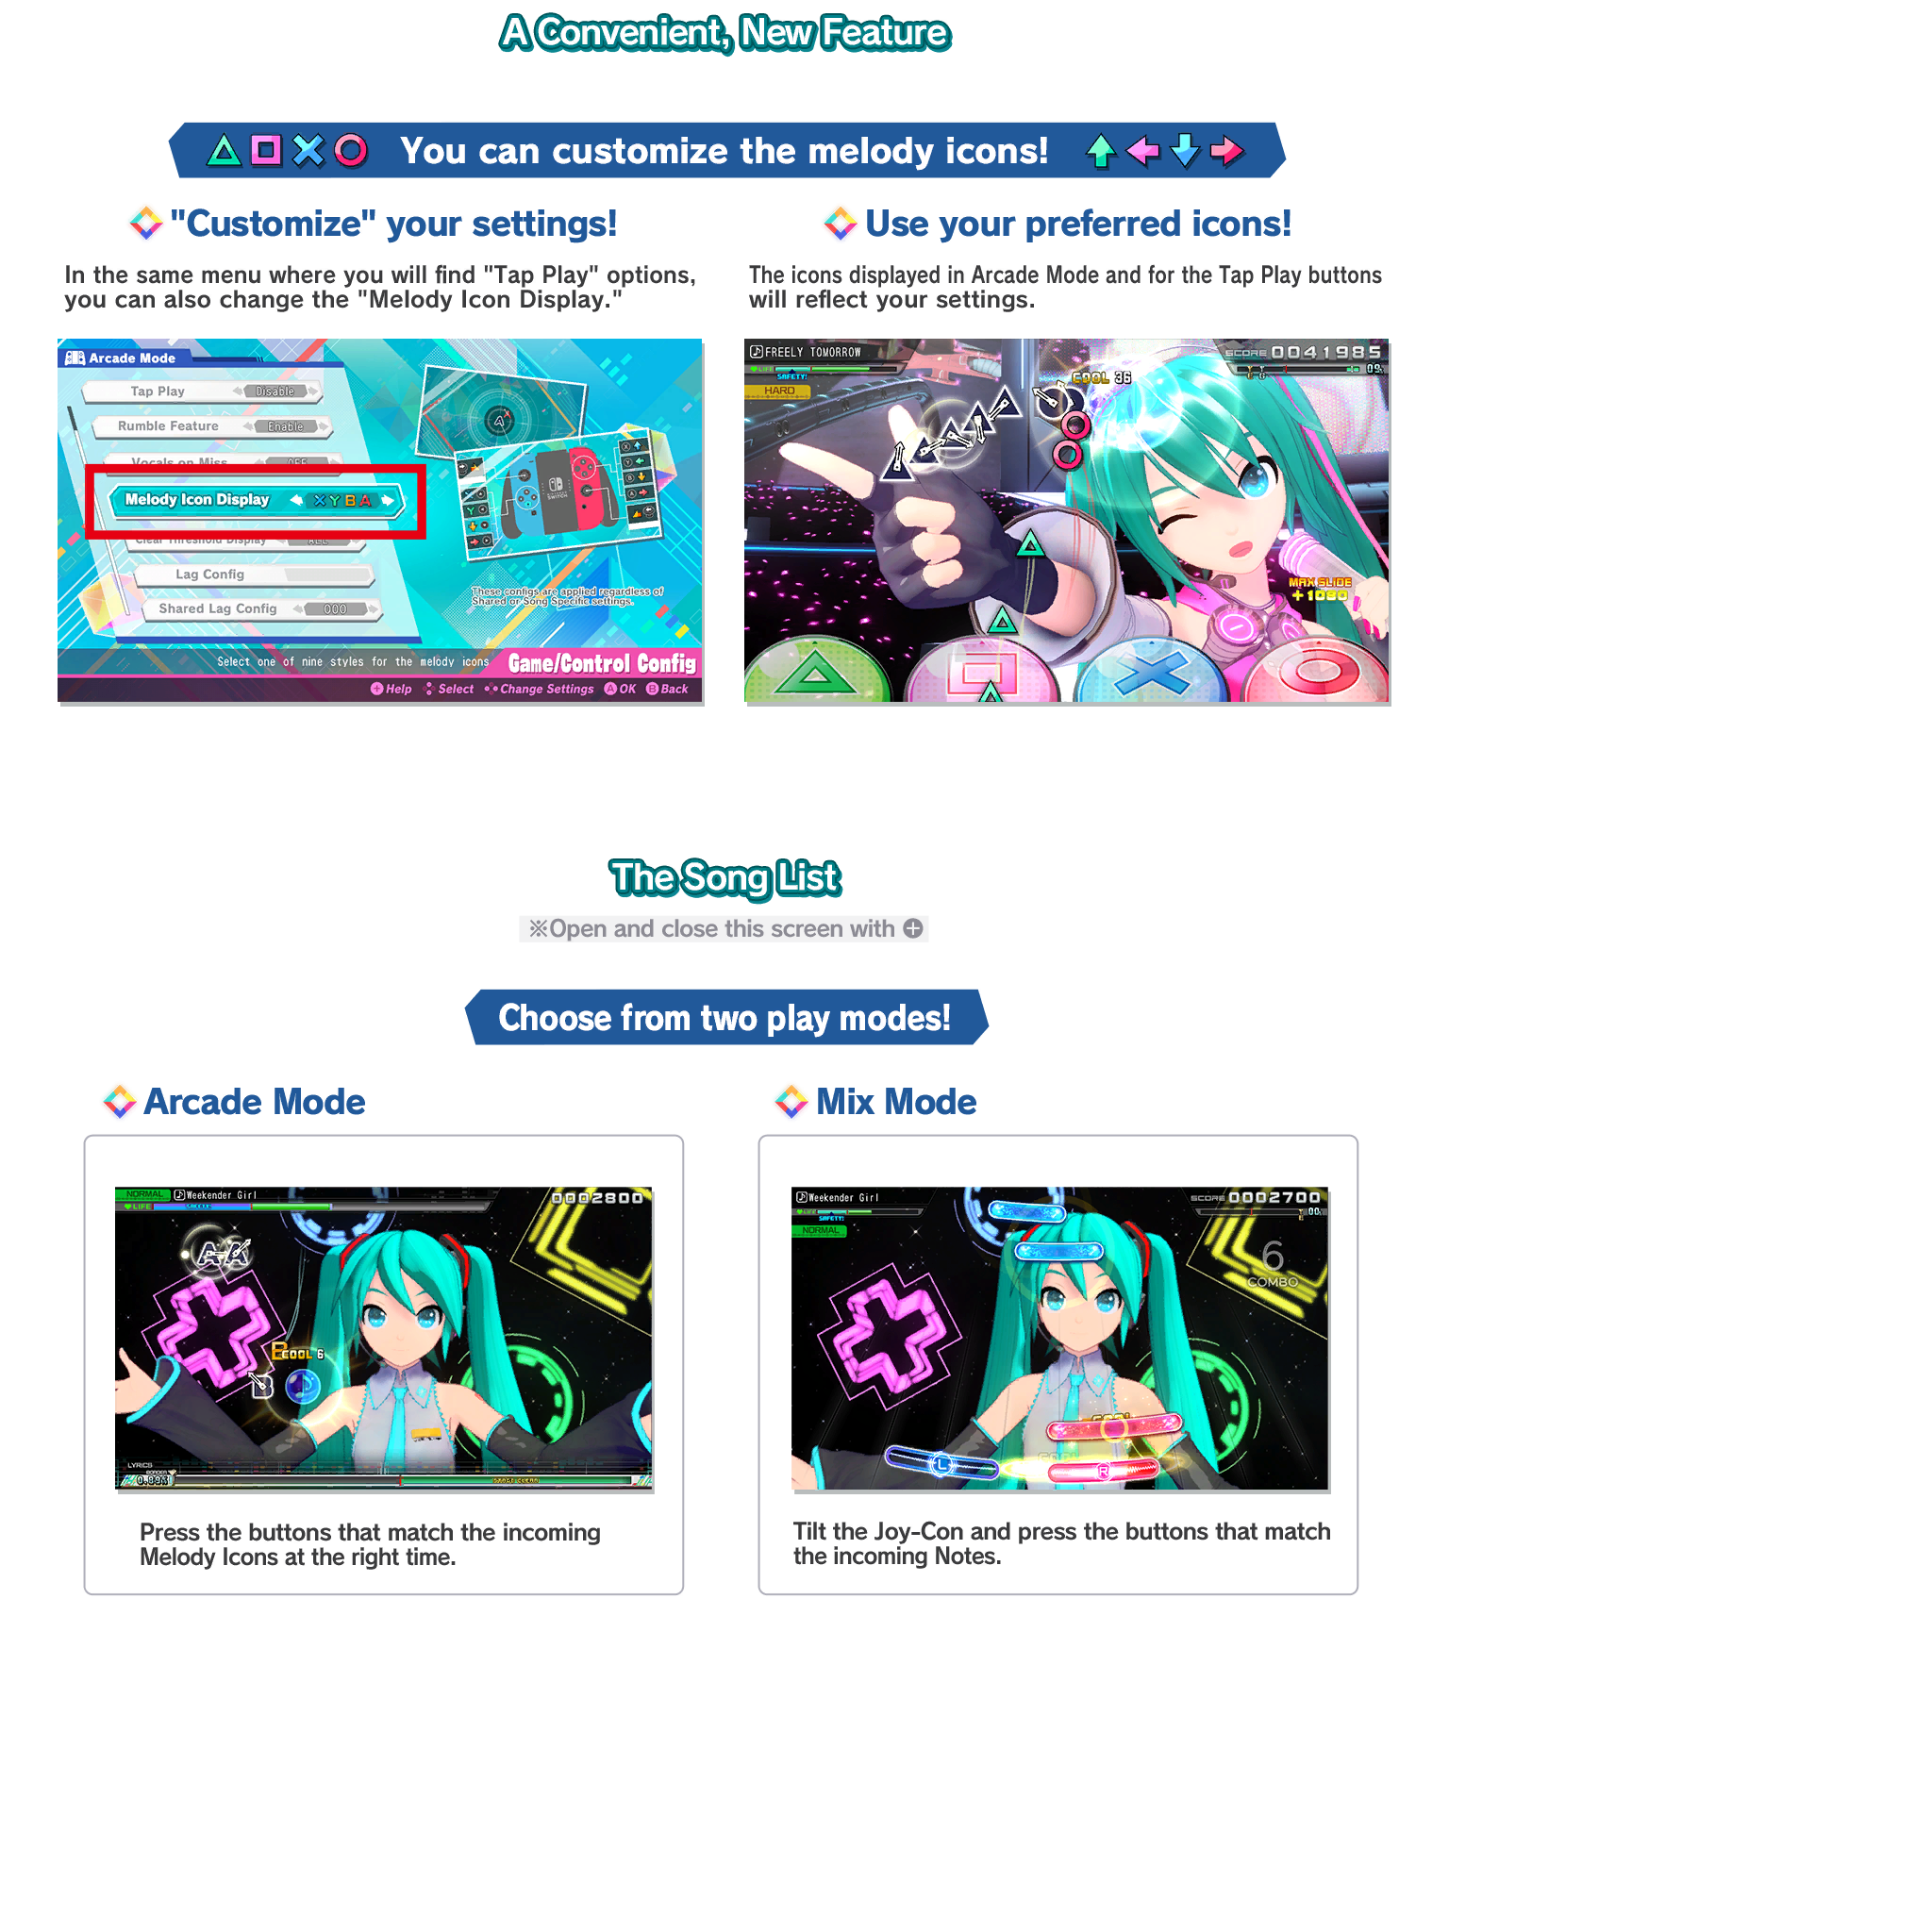 A Convenient, New Feature
You can customize the melody icons!
"Customize" your settings!
In the same menu where you will find "Tap Play" options,
you can also change the "Melody Icon Display."
Arcade Mode
Tap Play Disable
Rumble Feature Enable
Vocals on Miss OFF
Melody Icon Display XYBA
Clear Threshold Display ALL
Lag Config
Shared Lag Config 000
These configs are applied regardless of
Shared or Song Specific settings.
Select one of nine styles for the melody icons
Game/Control Config
Help Select Change Settings A OK B Back
Use your preferred icons!
The icons displayed in Arcade Mode and for the Tap Play buttons
will reflect your settings.
FREELY TOMORROW
SCORE 0041985
LIFE
SAFETY!
09%
HARD
COOL 36
MAX SLIDE
+1080
The Song List
※Open and close this screen with
Choose from two play modes!
Arcade Mode
NORMAL Weekender Girl
0002800
LIFE
A A
B COOL 6
B
LYRICS
Press the buttons that match the incoming
Melody Icons at the right time.
Mix Mode
Weekender Girl
SCORE 0002700
LIFE
SAFETY!
NORMAL
6
COMBO
L
R
Tilt the Joy-Con and press the buttons that match
the incoming Notes.